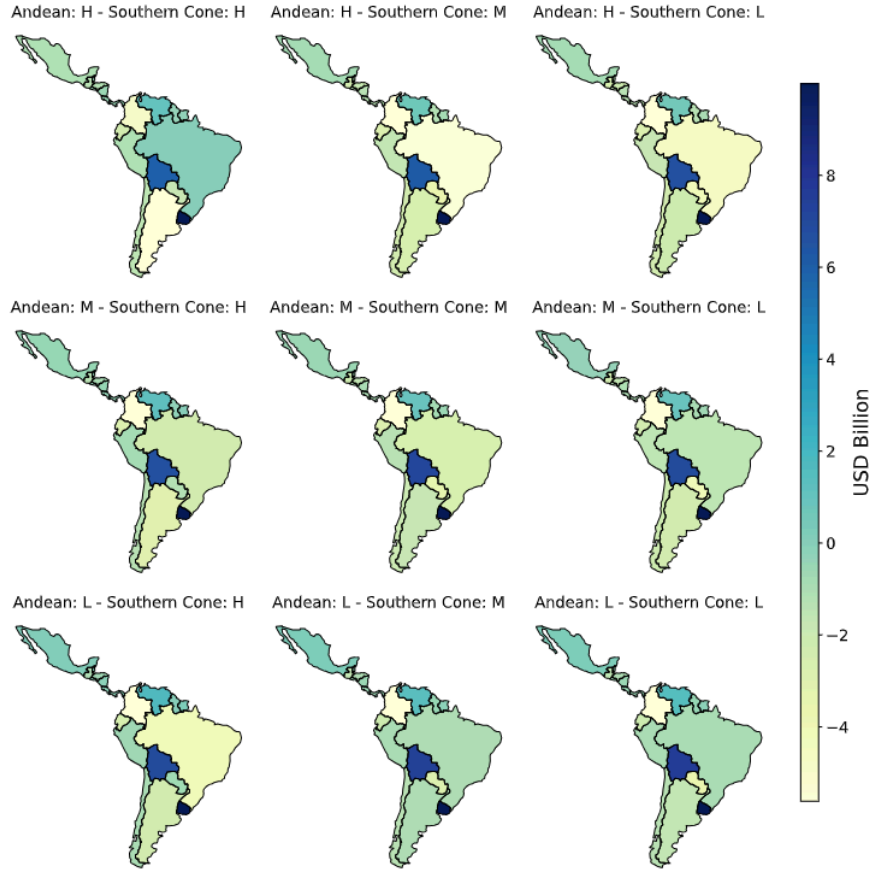 Andean: H - Southern Cone: H
Andean: H - Southern Cone: M
Andean: H - Southern Cone: L
Andean: M - Southern Cone: H
Andean: M - Southern Cone: M
Andean: M - Southern Cone: L
Andean: L - Southern Cone: H
Andean: L - Southern Cone: M
Andean: L - Southern Cone: L
8
6
4
2
0
−2
−4
USD Billion